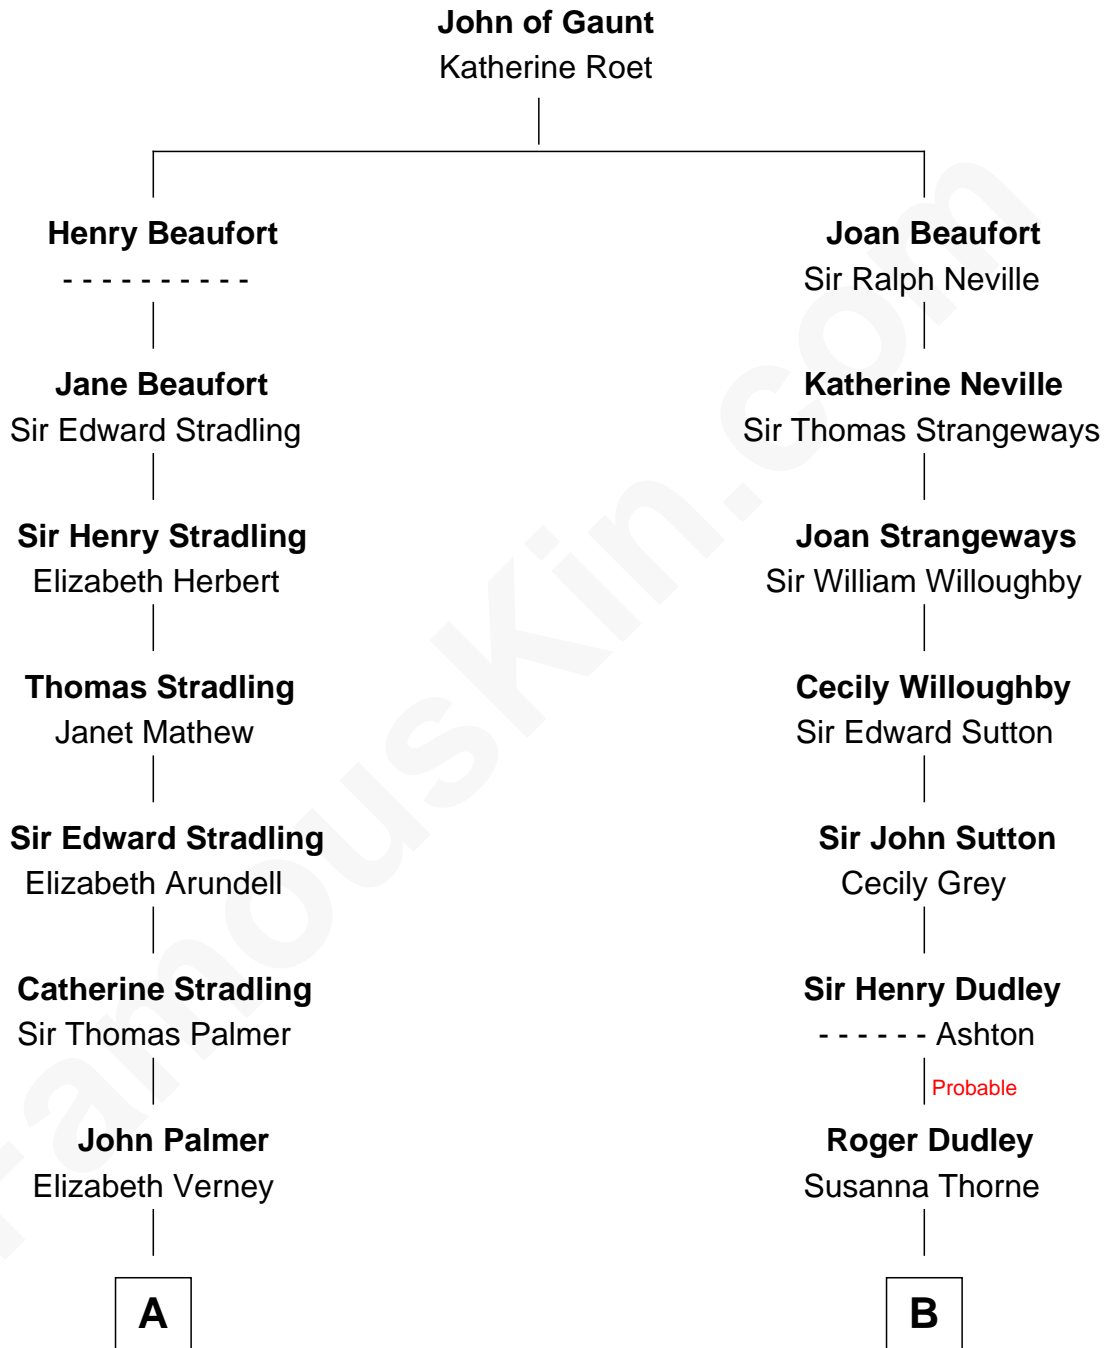 John of Gaunt
Katherine Roet
Henry Beaufort
- - - - - - - - - -
Jane Beaufort
Sir Edward Stradling
Sir Henry Stradling
Elizabeth Herbert
Thomas Stradling
Janet Mathew
Sir Edward Stradling
Elizabeth Arundell
Catherine Stradling
Sir Thomas Palmer
John Palmer
Elizabeth Verney
A
Joan Beaufort
Sir Ralph Neville
Katherine Neville
Sir Thomas Strangeways
Joan Strangeways
Sir William Willoughby
Cecily Willoughby
Sir Edward Sutton
Sir John Sutton
Cecily Grey
Sir Henry Dudley
- - - - - - Ashton
Probable
Roger Dudley
Susanna Thorne
B
FamousKin.com